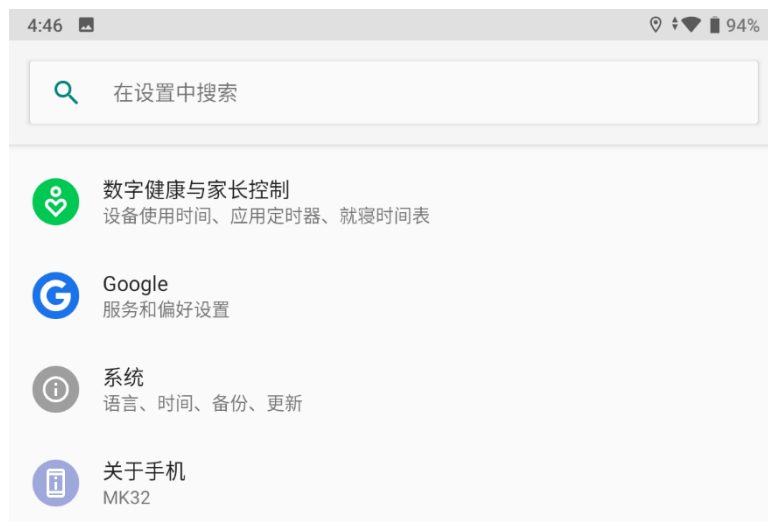 4:46
94%
在设置中搜索
数字健康与家长控制
设备使用时间、应用定时器、就寝时间表
Google
服务和偏好设置
系统
语言、时间、备份、更新
关于手机
MK32